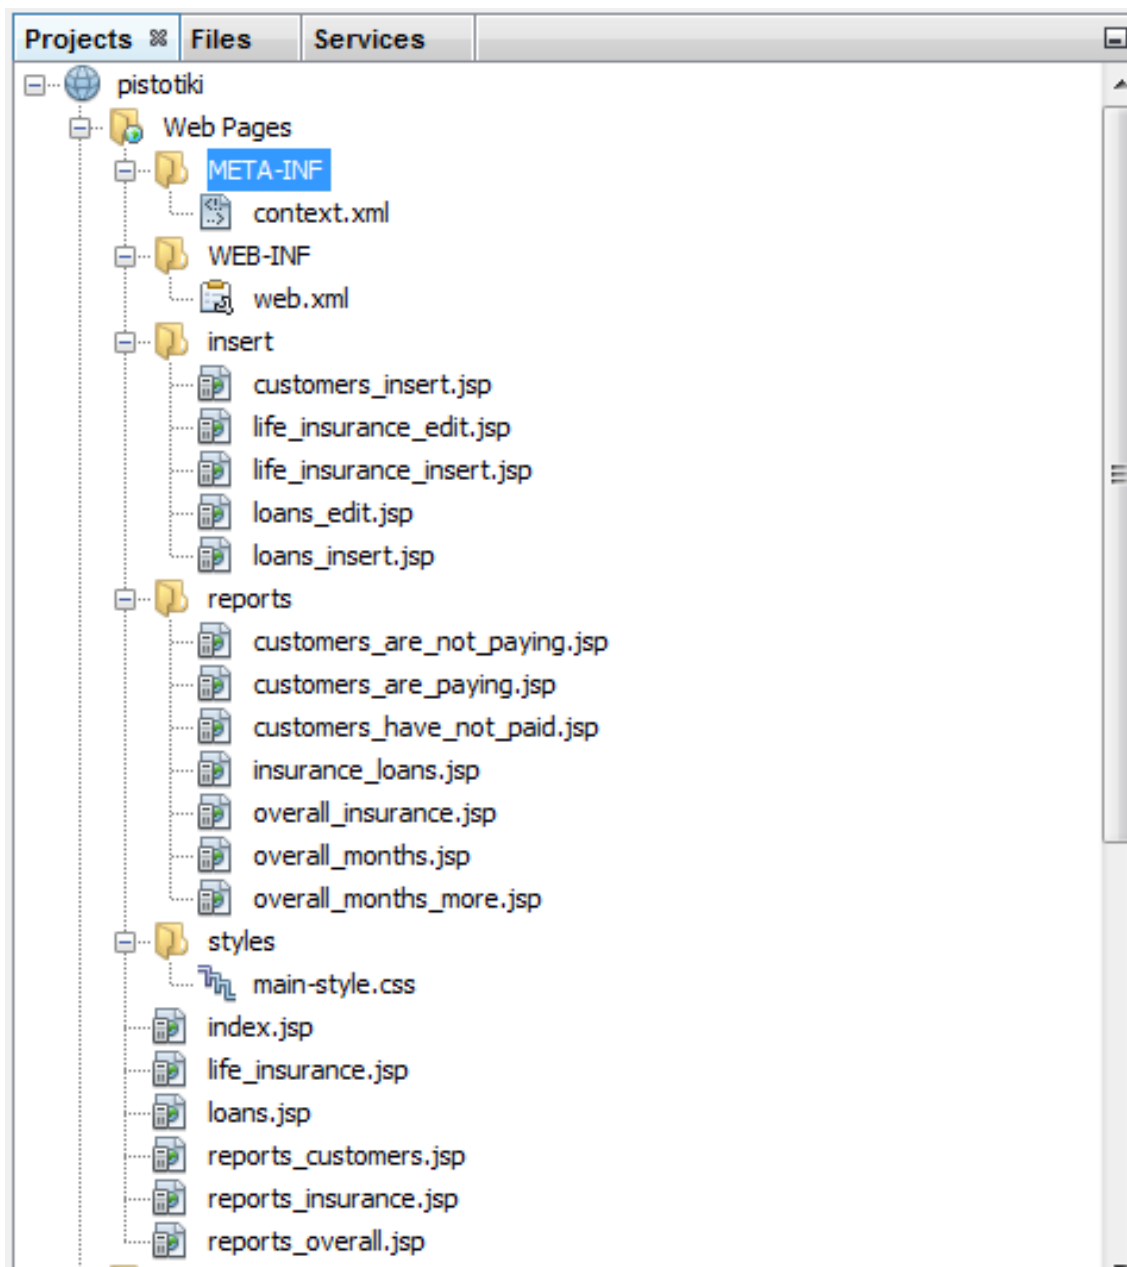 Projects Files Services
pistotiki
Web Pages
META-INF
context.xml
WEB-INF
web.xml
insert
customers_insert.jsp
life_insurance_edit.jsp
life_insurance_insert.jsp
loans_edit.jsp
loans_insert.jsp
reports
customers_are_not_paying.jsp
customers_are_paying.jsp
customers_have_not_paid.jsp
insurance_loans.jsp
overall_insurance.jsp
overall_months.jsp
overall_months_more.jsp
styles
main-style.css
index.jsp
life_insurance.jsp
loans.jsp
reports_customers.jsp
reports_insurance.jsp
reports_overall.jsp